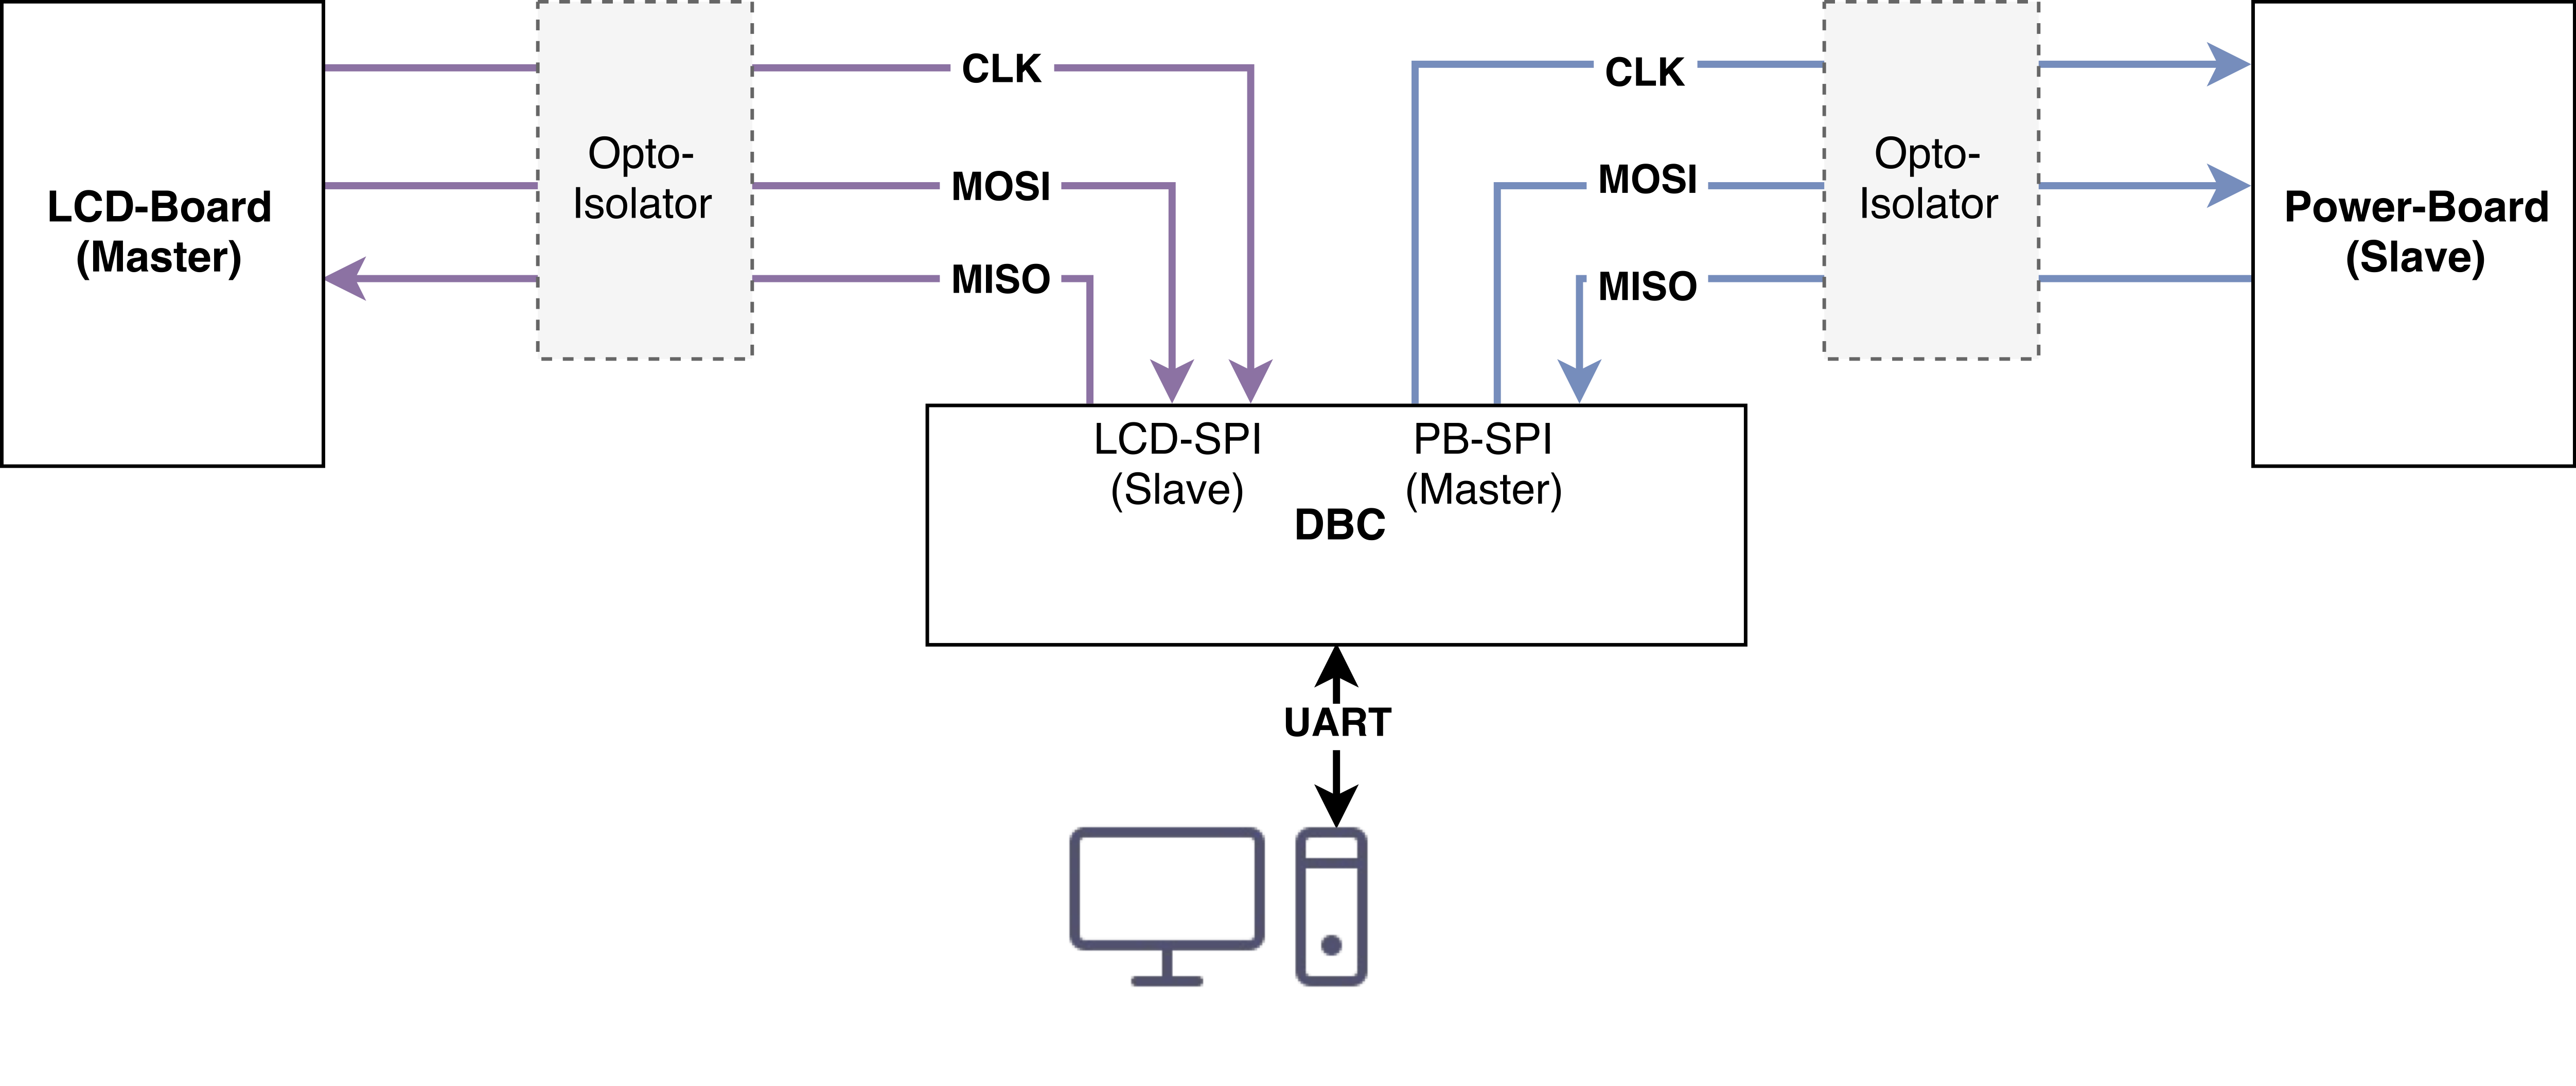 LCD-Board
(Master)
Opto-
Isolator
CLK
MOSI
MISO
CLK
MOSI
MISO
Opto-
Isolator
Power-Board
(Slave)
LCD-SPI
(Slave)
PB-SPI
(Master)
DBC
UART